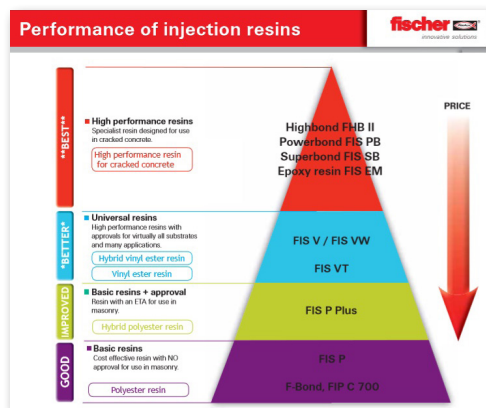 Performance of injection resins
fischer
innovative solutions
**BEST**
High performance resins
Specialist resin designed for use
in cracked concrete.
High performance resin
for cracked concrete
Highbond FHB II
Powerbond FIS PB
Superbond FIS SB
Epoxy resin FIS EM
PRICE
*BETTER*
Universal resins
High performance resins with
approvals for virtually all substrates
and many applications.
Hybrid vinyl ester resin
Vinyl ester resin
FIS V / FIS VW
FIS VT
IMPROVED
Basic resins + approval
Resin with an ETA for use in
masonry.
Hybrid polyester resin
FIS P Plus
GOOD
Basic resins
Cost effective resin with NO
approval for use in masonry.
Polyester resin
FIS P
F-Bond, FIP C 700